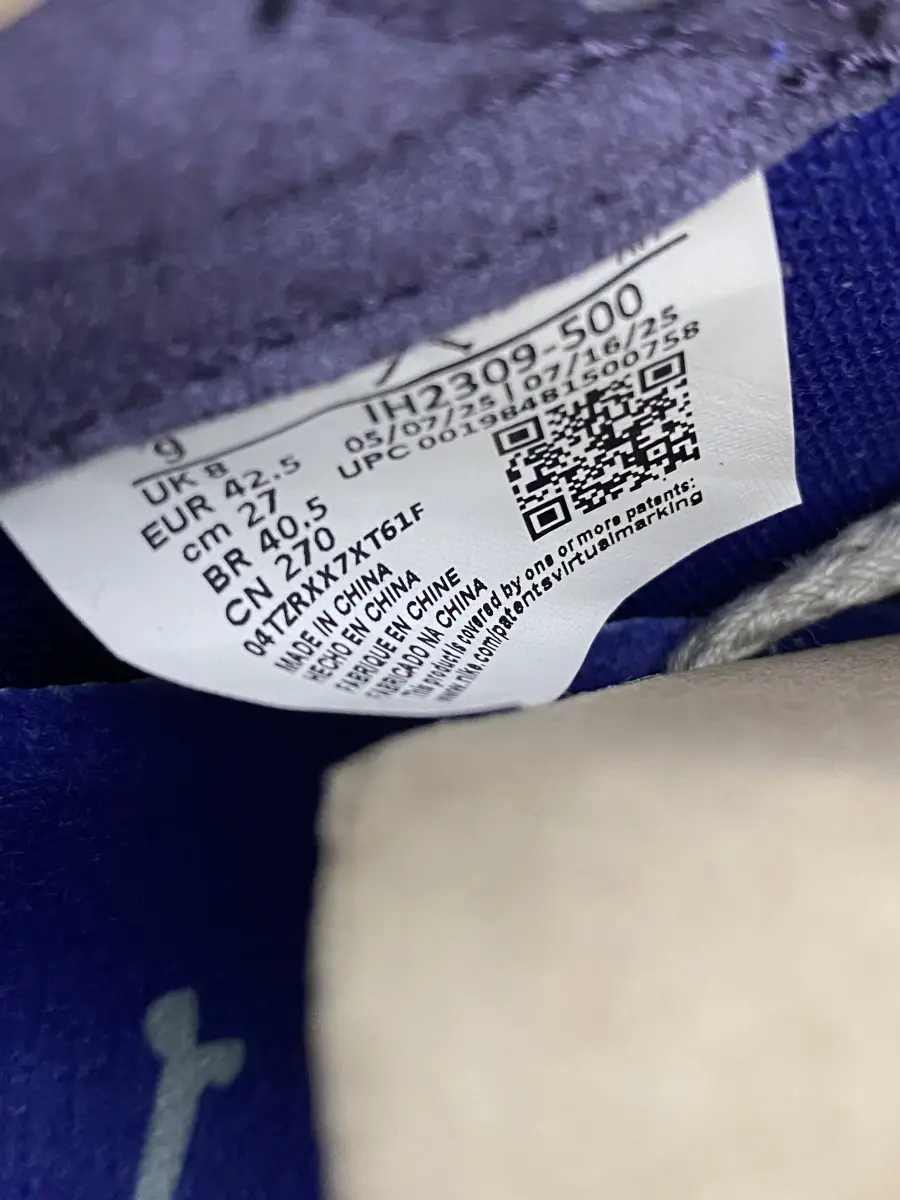 9
UK 8
EUR 42.5
cm 27
BR 40.5
CN 270
IH2309-500
05/07/25 | 07/16/25
UPC 00198481500758
04TZRXX7XT61F
MADE IN CHINA
HECHO EN CHINA
FABRIQUE EN CHINE
FABRICADO NA CHINA
This product is covered by one or more patents:
www.nike.com/patentsvirtualmarking